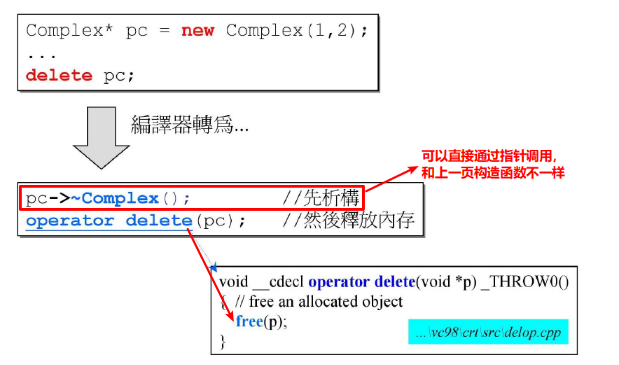 Complex* pc = new Complex(1,2);
...
delete pc;
編譯器轉為...
可以直接通过指针调用，
和上一页构造函数不一样
pc->~Complex(); //先析構
operator delete(pc); //然後釋放內存
void __cdecl operator delete(void *p) _THROW0()
{ // free an allocated object
free(p);
...\vc98\crt\src\delop.cpp
}